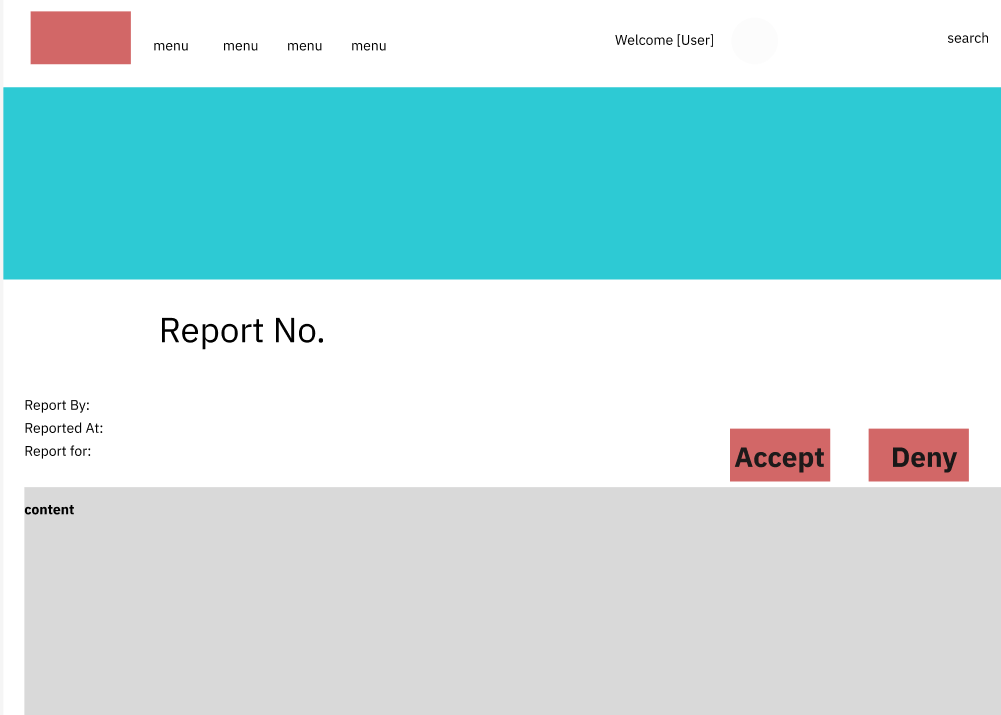 menu menu menu menu Welcome [User] search
Report No.
Report By:
Reported At:
Report for:
Accept Deny
content